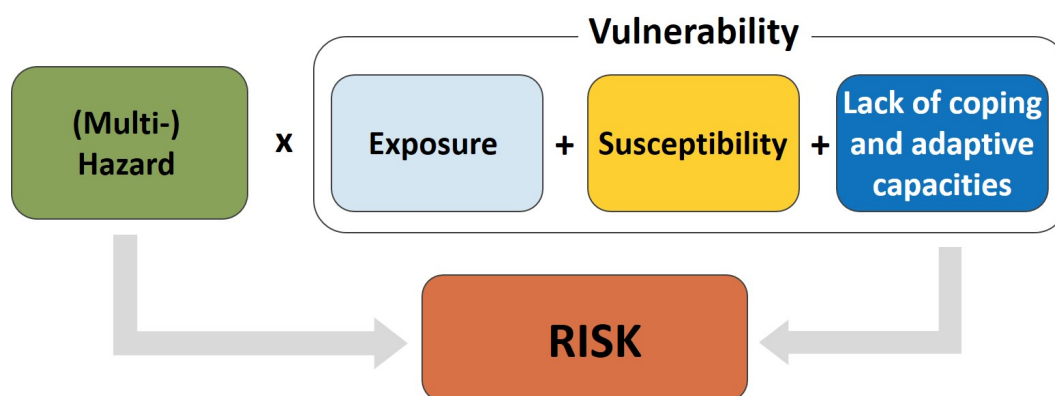 Vulnerability
(Multi-)
Hazard
x
Exposure
+
Susceptibility
+
Lack of coping
and adaptive
capacities
RISK